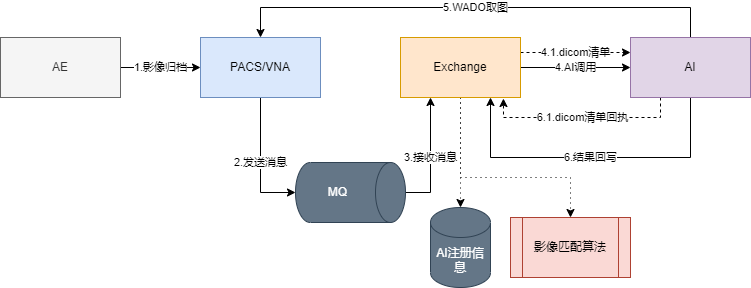 5.WADO取图
AE
1.影像归档
PACS/VNA
Exchange
4.1.dicom清单
4.AI调用
AI
6.1.dicom清单回执
2.发送消息
3.接收消息
6.结果回写
MQ
AI注册信
息
影像匹配算法